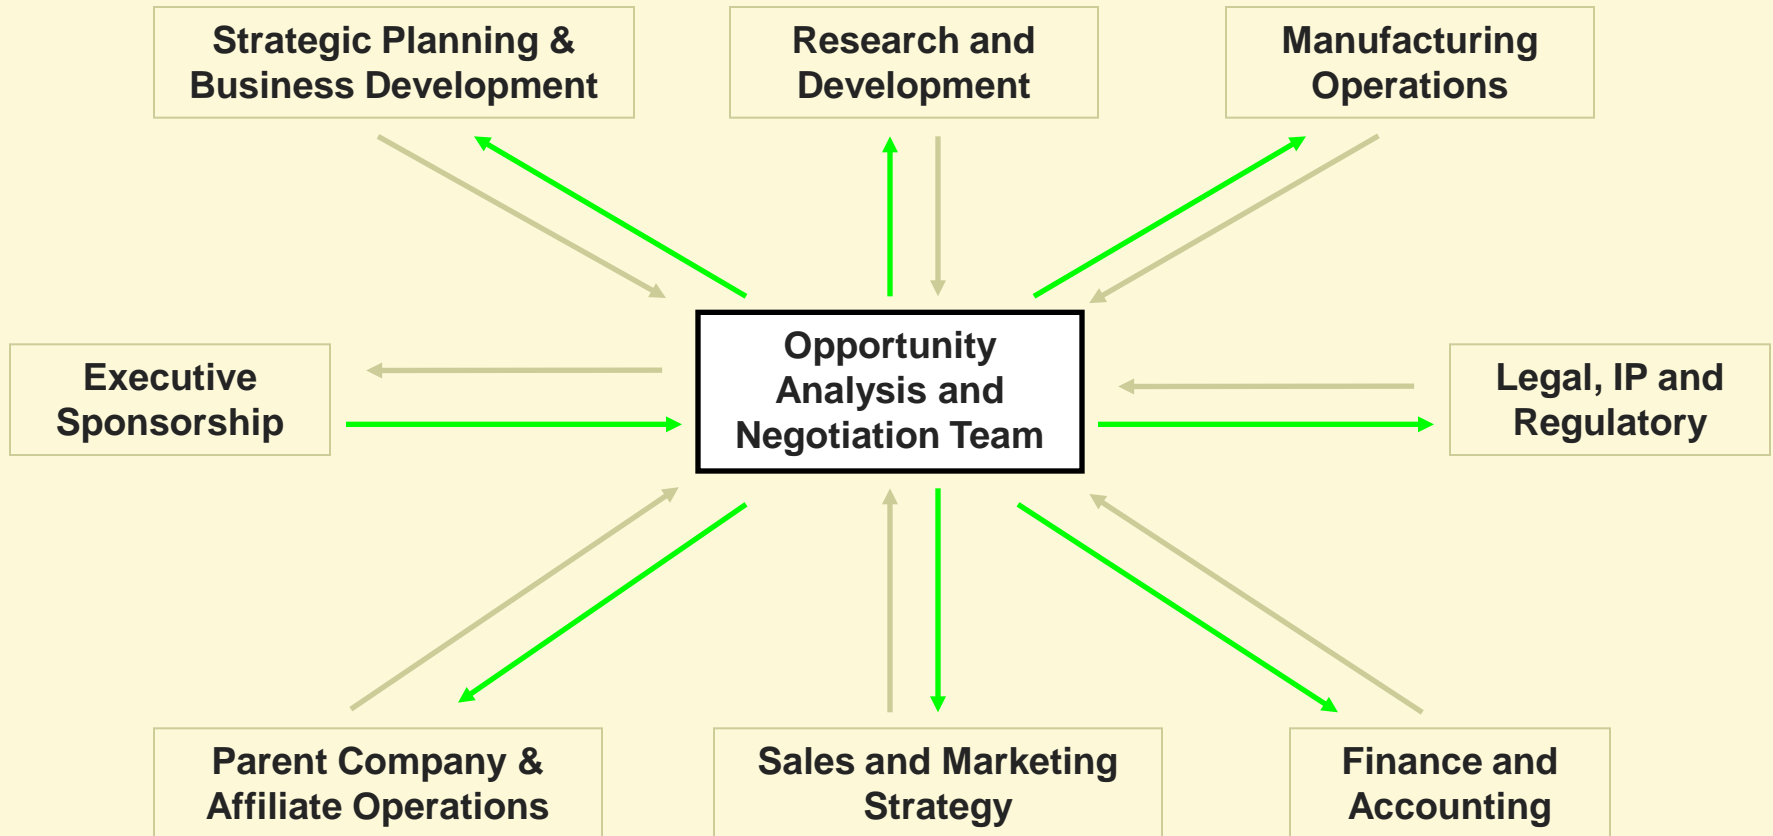 Strategic Planning &
Business Development
Research and
Development
Manufacturing
Operations
Executive
Sponsorship
Opportunity
Analysis and
Negotiation Team
Legal, IP and
Regulatory
Parent Company &
Affiliate Operations
Sales and Marketing
Strategy
Finance and
Accounting